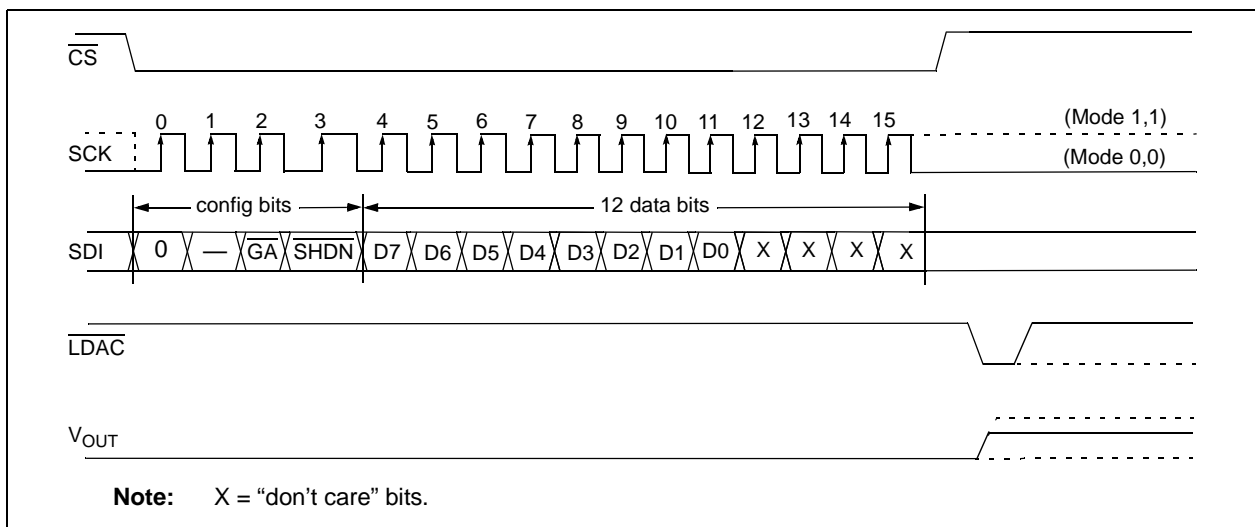 CS
0 1 2 3 4 5 6 7 8 9 10 11 12 13 14 15 (Mode 1,1)
SCK (Mode 0,0)
config bits 12 data bits
SDI 0 — GA SHDN D7 D6 D5 D4 D3 D2 D1 D0 X X X X
LDAC
VOUT
Note: X = “don’t care” bits.